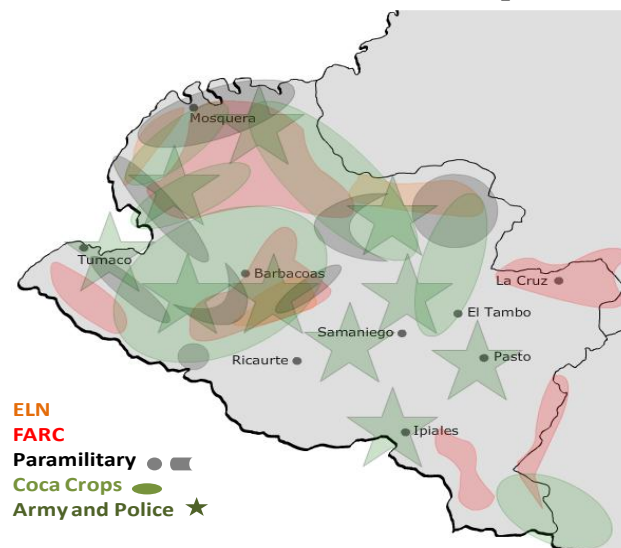 Mosquera
Tumaco
Barbacoas
La Cruz
El Tambo
Samaniego
Ricaurte
Pasto
Ipiales
ELN
FARC
Paramilitary
Coca Crops
Army and Police